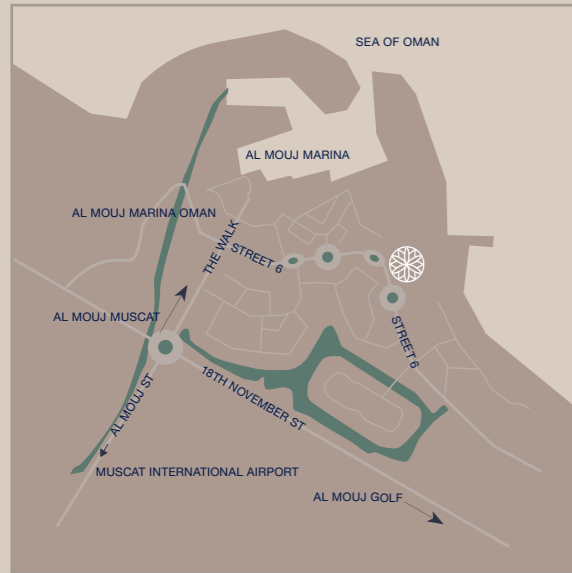 SEA OF OMAN
AL MOUJ MARINA
AL MOUJ MARINA OMAN
THE WALK
STREET 6
AL MOUJ MUSCAT
STREET 6
AL MOUJ ST
18TH NOVEMBER ST
MUSCAT INTERNATIONAL AIRPORT
AL MOUJ GOLF